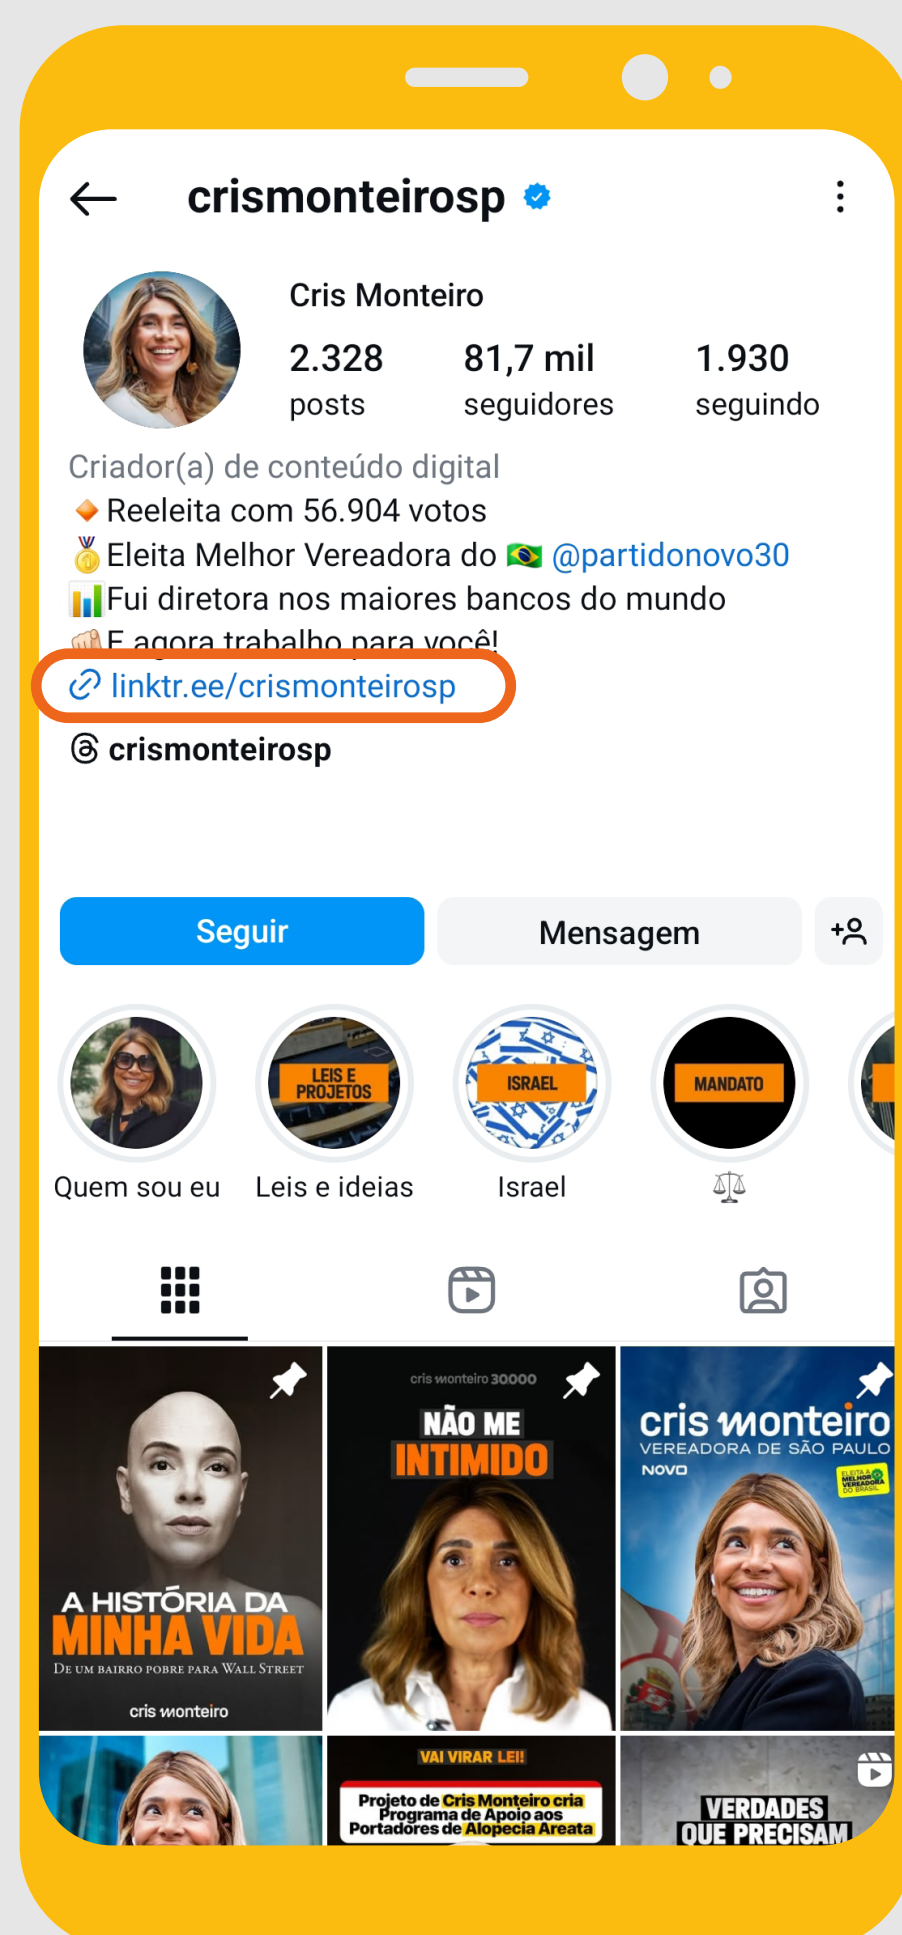 crismonteirosp
Cris Monteiro
2.328 81,7 mil 1.930
posts seguidores seguindo
Criador(a) de conteúdo digital
Reeleita com 56.904 votos
Eleita Melhor Vereadora do 🇧🇷 @partidonovo30
Fui diretora nos maiores bancos do mundo
E agora trabalho para você!
linktr.ee/crismonteirosp
crismonteirosp
Seguir Mensagem
LEIS E
PROJETOS
ISRAEL
MANDATO
Quem sou eu Leis e ideias Israel
A HISTÓRIA DA
MINHA VIDA
DE UM BAIRRO POBRE PARA WALL STREET
cris monteiro
cris monteiro 30000
NÃO ME
INTIMIDO
cris monteiro
VEREADORA DE SÃO PAULO
NOVO
ELEITA A
MELHOR
VEREADORA
DO BRASIL
VAI VIRAR LEI!
Projeto de Cris Monteiro cria
Programa de Apoio aos
Portadores de Alopecia Areata
VERDADES
QUE PRECISAM